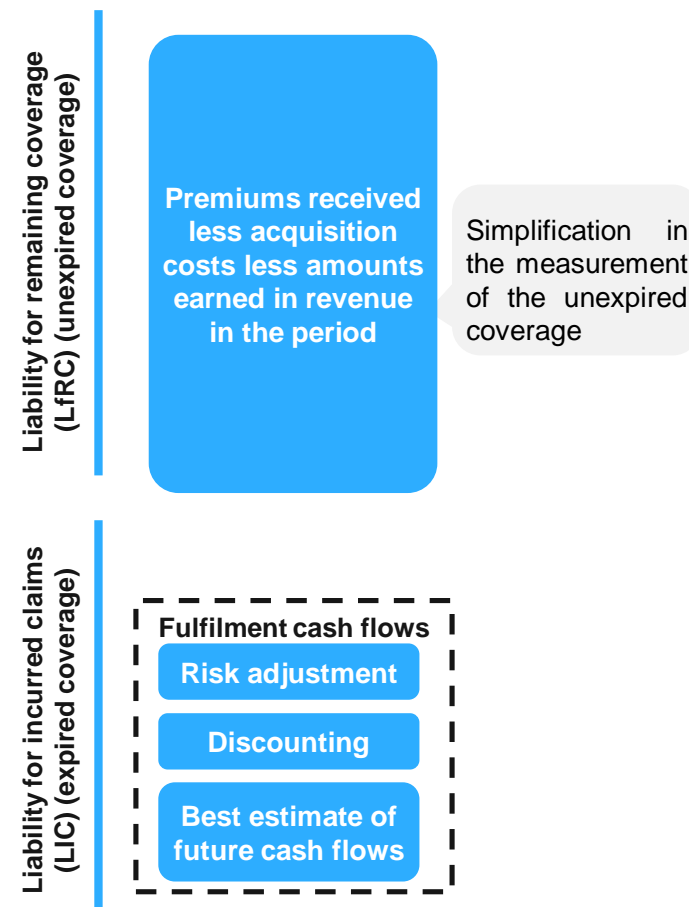 Liability for remaining coverage
(LfRC) (unexpired coverage)
Premiums received
less acquisition
costs less amounts
earned in revenue
in the period
Simplification in
the measurement
of the unexpired
coverage
Liability for incurred claims
(LIC) (expired coverage)
Fulfilment cash flows
Risk adjustment
Discounting
Best estimate of
future cash flows